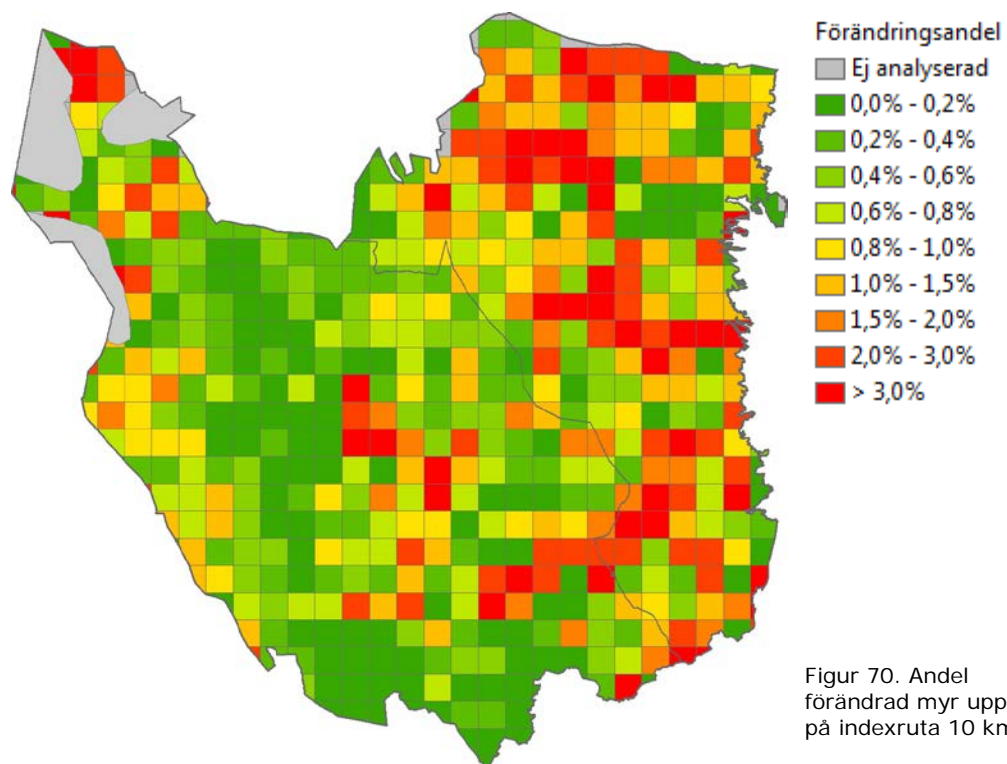 Förändringsandel
Ej analyserad
0,0% - 0,2%
0,2% - 0,4%
0,4% - 0,6%
0,6% - 0,8%
0,8% - 1,0%
1,0% - 1,5%
1,5% - 2,0%
2,0% - 3,0%
> 3,0%
Figur 70. Andel
förändrad myr upp
på indexruta 10 km